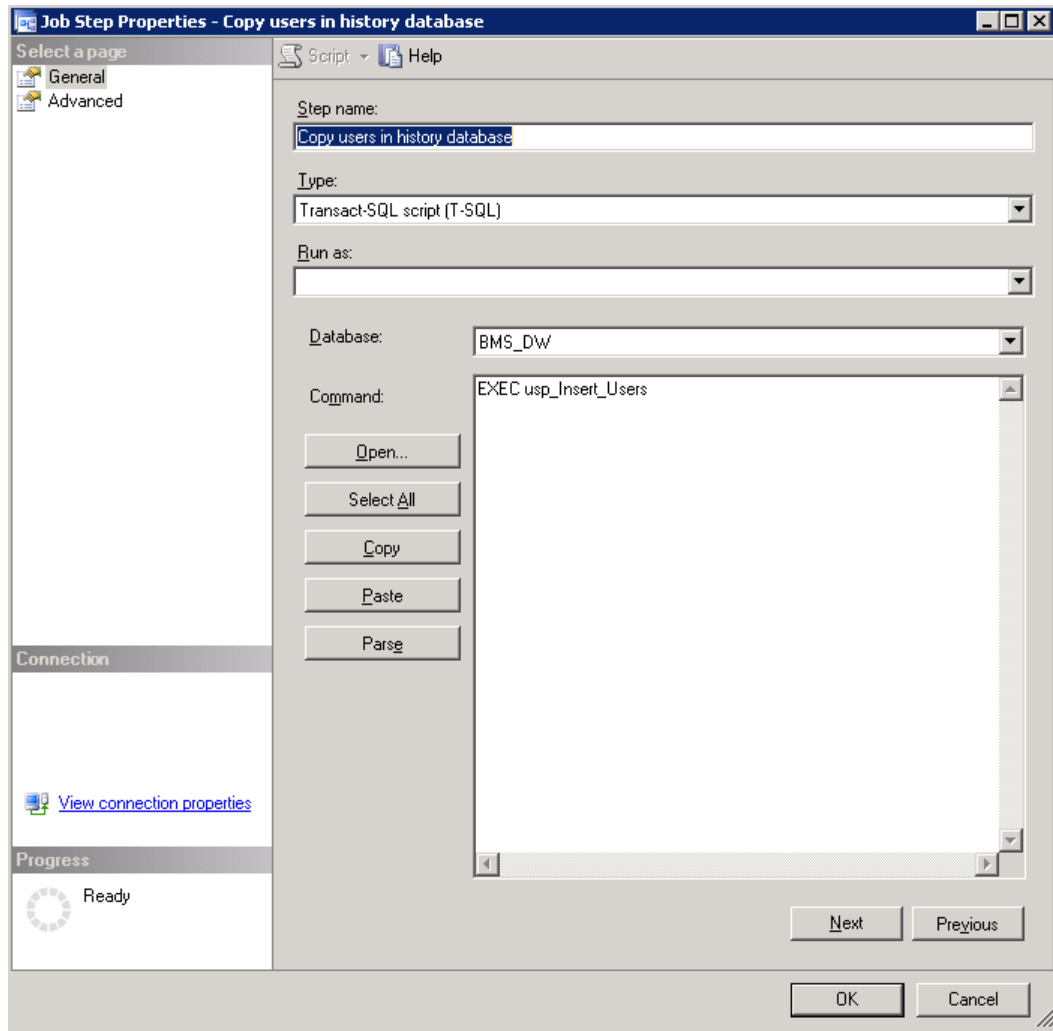 Job Step Properties - Copy users in history database
Select a page
General
Advanced
Script
Help
Step name:
Copy users in history database
Type:
Transact-SQL script (T-SQL)
Run as:
Database:
BMS_DW
Command:
EXEC usp_Insert_Users
Open...
Select All
Copy
Paste
Parse
Connection
View connection properties
Progress
Ready
Next
Previous
OK
Cancel